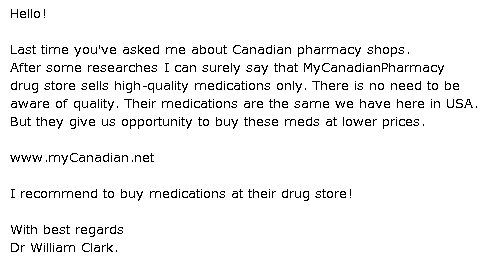 Hello!
Last time you've asked me about Canadian pharmacy shops.
After some researches I can surely say that MyCanadianPharmacy
drug store sells high-quality medications only. There is no need to be
aware of quality. Their medications are the same we have here in USA.
But they give us opportunity to buy these meds at lower prices.
www.myCanadian.net
I recommend to buy medications at their drug store!
With best regards
Dr William Clark.